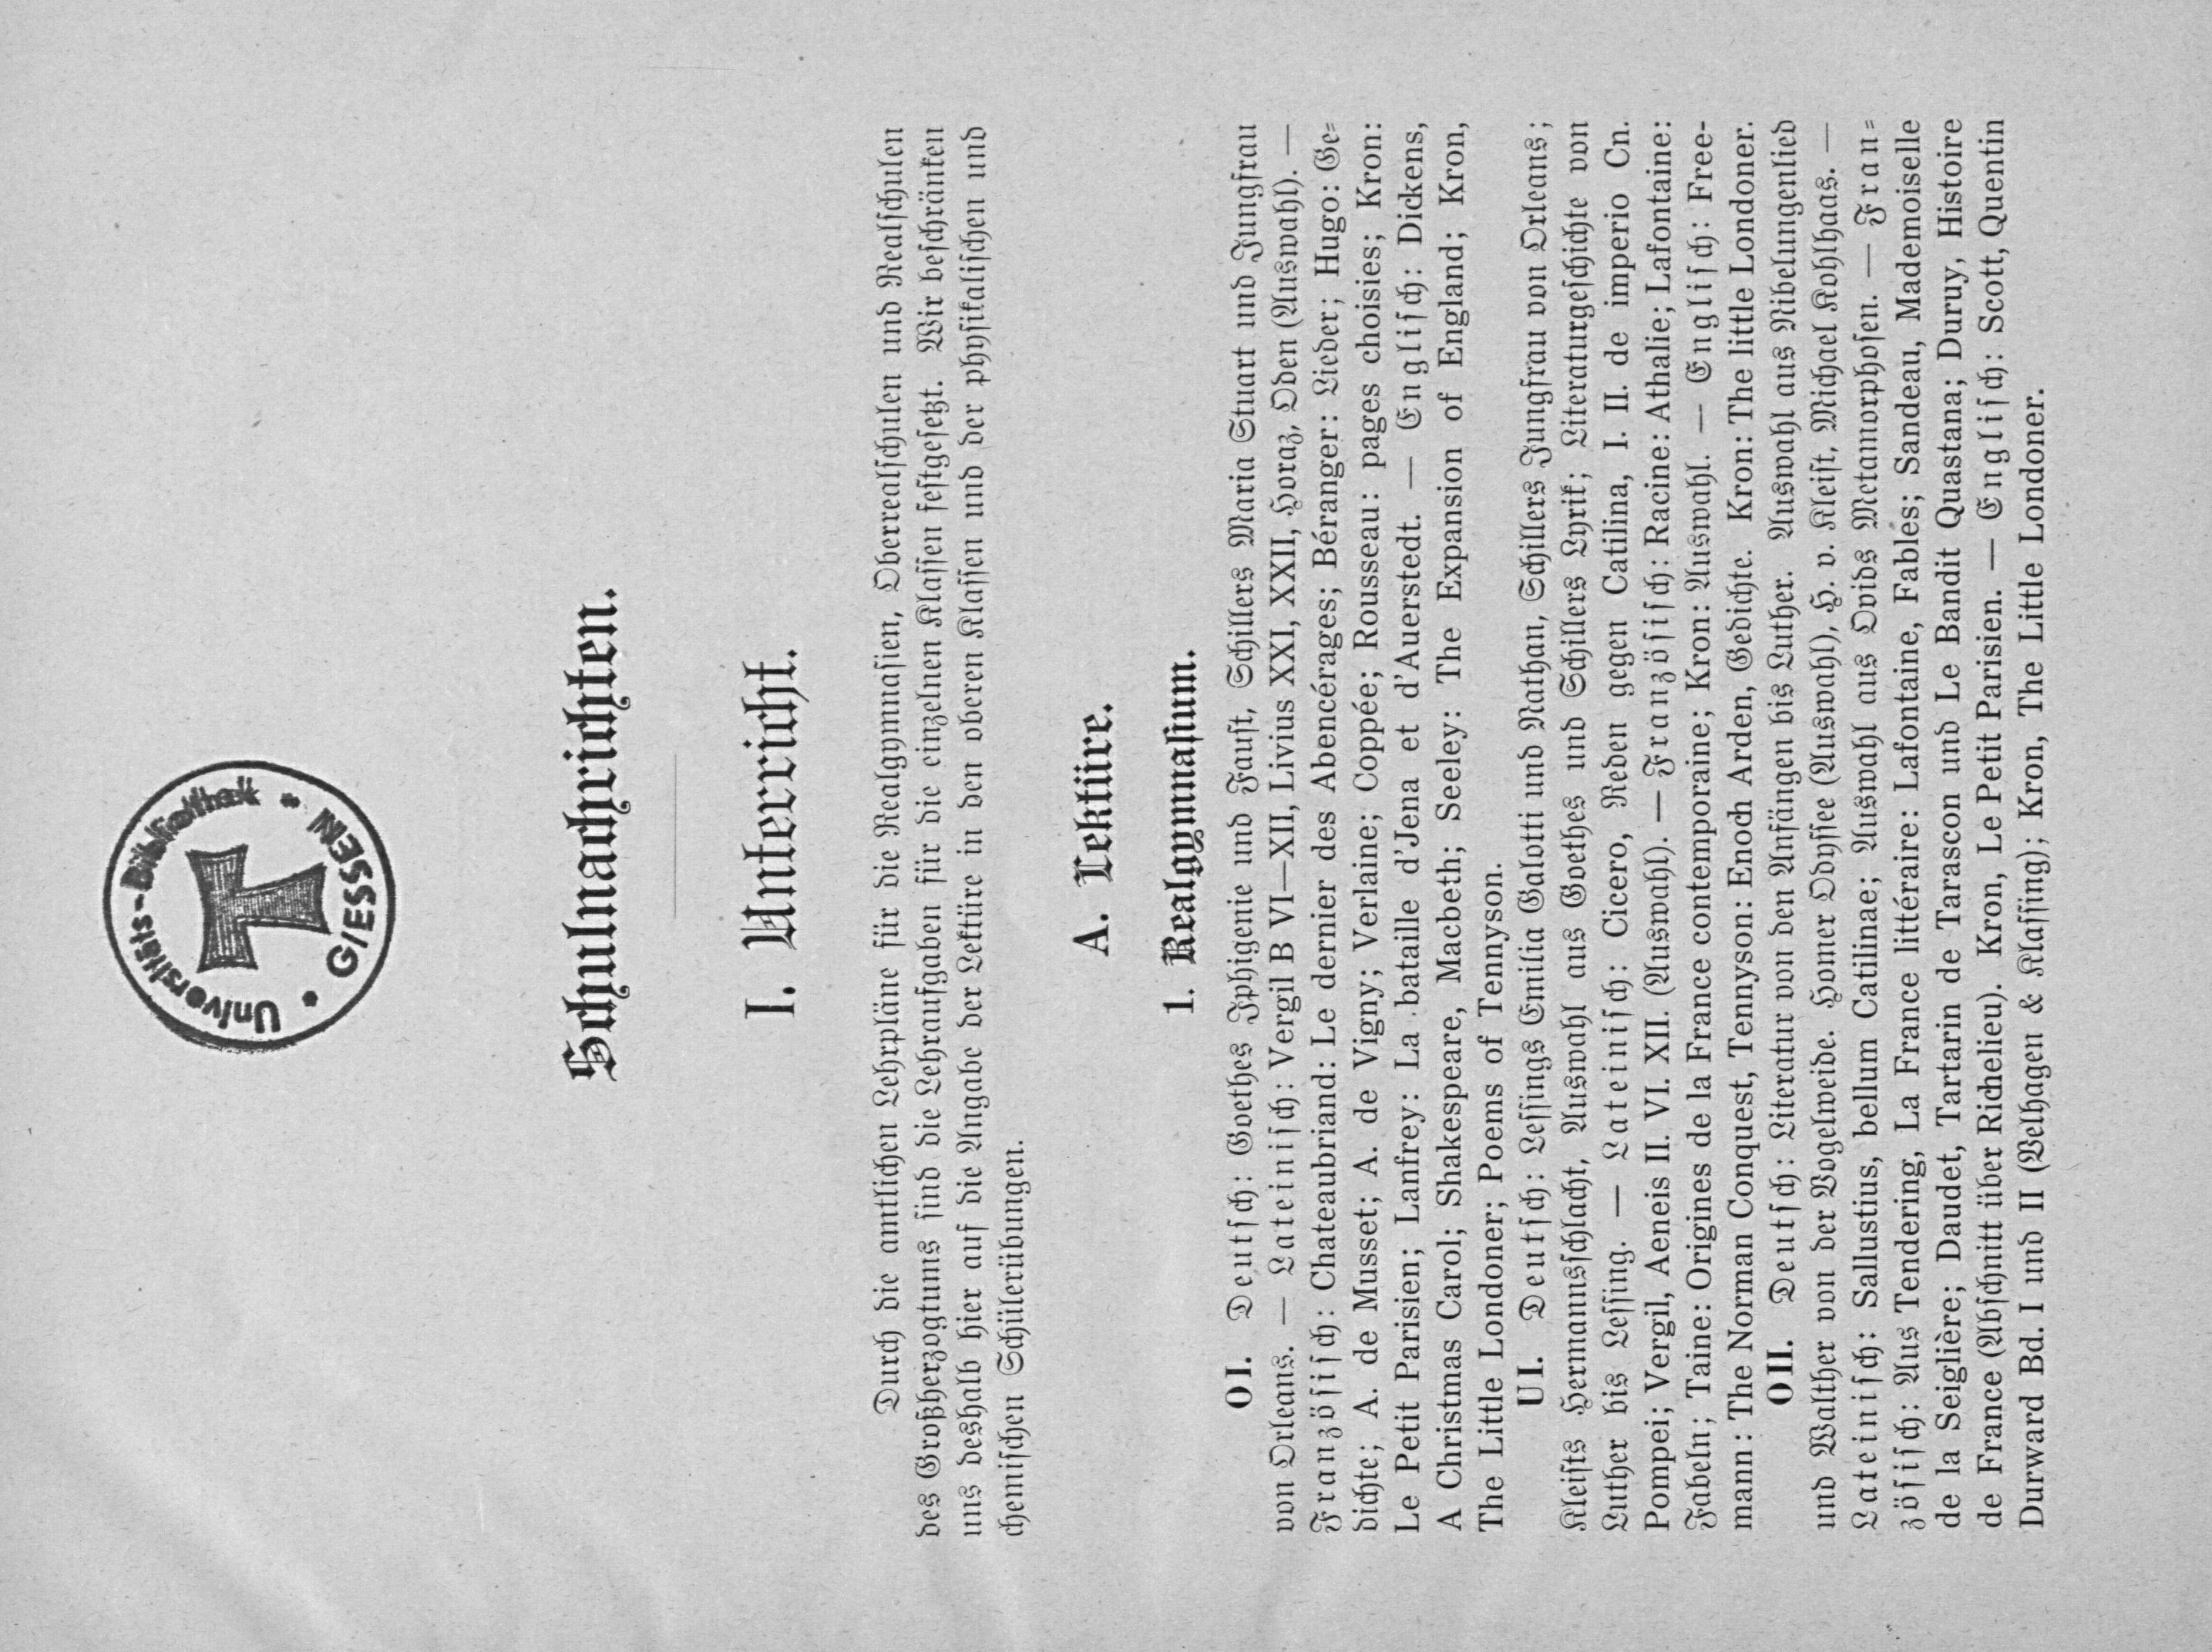 Universitäts-Bibliothek
* GIESSEN *
Schulnachrichten.
I. Unterricht.
Durch die amtlichen Lehrpläne für die Realgymnasien, Oberrealschulen und Realschulen
des Großherzogtums sind die Lehraufgaben für die einzelnen Klassen festgesetzt. Wir beschränken
uns deshalb hier auf die Angabe der Lektüre in den oberen Klassen und der physikalischen und
chemischen Schülerübungen.
A. Lektüre.
1. Realgymnasium.
OI. Deutsch: Goethes Iphigenie und Faust, Schillers Maria Stuart und Jungfrau
von Orleans. — Lateinisch: Vergil B VI—XII, Livius XXI, XXII, Horaz, Oden (Auswahl). —
Französisch: Chateaubriand: Le dernier des Abencérages; Béranger: Lieder; Hugo: Ge-
dichte; A. de Musset; A. de Vigny; Verlaine; Coppée; Rousseau: pages choisies; Kron:
Le Petit Parisien; Lanfrey: La bataille d'Jena et d'Auerstedt. — Englisch: Dickens,
A Christmas Carol; Shakespeare, Macbeth; Seeley: The Expansion of England; Kron,
The Little Londoner; Poems of Tennyson.
UI. Deutsch: Lessings Emilia Galotti und Nathan, Schillers Jungfrau von Orleans;
Kleists Hermannsschlacht, Auswahl aus Goethes und Schillers Lyrik; Literaturgeschichte von
Luther bis Lessing. — Lateinisch: Cicero, Reden gegen Catilina, I. II. de imperio Cn.
Pompei; Vergil, Aeneis II. VI. XII. (Auswahl). — Französisch: Racine: Athalie; Lafontaine:
Fabeln; Taine: Origines de la France contemporaine; Kron: Auswahl. — Englisch: Free-
mann: The Norman Conquest, Tennyson: Enoch Arden, Gedichte. Kron: The little Londoner.
OII. Deutsch: Literatur von den Anfängen bis Luther. Auswahl aus Nibelungenlied
und Walther von der Vogelweide. Homer Odyssee (Auswahl), H. v. Kleist, Michael Kohlhaas. —
Lateinisch: Sallustius, bellum Catilinae; Auswahl aus Ovids Metamorphosen. — Fran-
zösisch: Aus Tendering, La France littéraire: Lafontaine, Fables; Sandeau, Mademoiselle
de la Seiglière; Daudet, Tartarin de Tarascon und Le Bandit Quastana; Duruy, Histoire
de France (Abschnitt über Richelieu). Kron, Le Petit Parisien. — Englisch: Scott, Quentin
Durward Bd. I und II (Velhagen & Klasing); Kron, The Little Londoner.